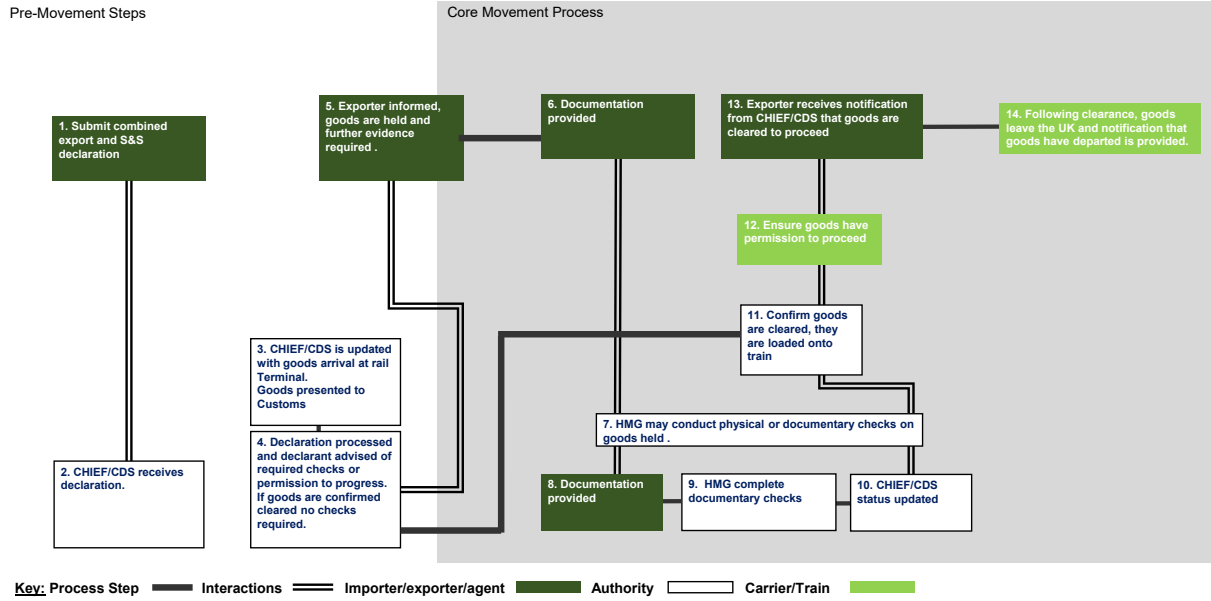 Pre-Movement Steps
Core Movement Process
1. Submit combined
export and S&S
declaration
2. CHIEF/CDS receives
declaration.
3. CHIEF/CDS is updated
with goods arrival at rail
Terminal.
Goods presented to
Customs
4. Declaration processed
and declarant advised of
required checks or
permission to progress.
If goods are confirmed
cleared no checks
required.
5. Exporter informed,
goods are held and
further evidence
required .
6. Documentation
provided
7. HMG may conduct physical or documentary checks on
goods held .
8. Documentation
provided
9. HMG complete
documentary checks
10. CHIEF/CDS
status updated
11. Confirm goods
are cleared, they
are loaded onto
train
12. Ensure goods have
permission to proceed
13. Exporter receives notification
from CHIEF/CDS that goods are
cleared to proceed
14. Following clearance, goods
leave the UK and notification that
goods have departed is provided.
Key: Process Step Interactions Importer/exporter/agent Authority Carrier/Train